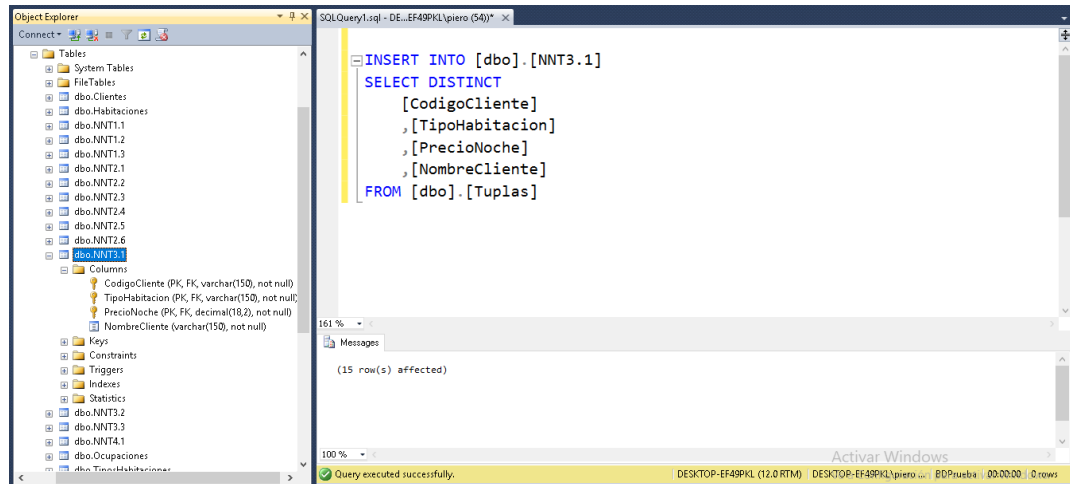 Object Explorer
Connect
Tables
System Tables
FileTables
dbo.Clientes
dbo.Habitaciones
dbo.NNT1.1
dbo.NNT1.2
dbo.NNT1.3
dbo.NNT2.1
dbo.NNT2.2
dbo.NNT2.3
dbo.NNT2.4
dbo.NNT2.5
dbo.NNT2.6
dbo.NNT3.1
Columns
CodigoCliente (PK, FK, varchar(150), not null)
TipoHabitacion (PK, FK, varchar(150), not null)
PrecioNoche (PK, FK, decimal(18,2), not null)
NombreCliente (varchar(150), not null)
Keys
Constraints
Triggers
Indexes
Statistics
dbo.NNT3.2
dbo.NNT3.3
dbo.NNT4.1
dbo.Ocupaciones
dbo.TiposHabitaciones
SQLQuery1.sql - DE...EF49PKL\piero (54))*
INSERT INTO [dbo].[NNT3.1]
SELECT DISTINCT
[CodigoCliente]
,[TipoHabitacion]
,[PrecioNoche]
,[NombreCliente]
FROM [dbo].[Tuplas]
161 %
Messages
(15 row(s) affected)
100 %
Activar Windows
Query executed successfully. DESKTOP-EF49PKL (12.0 RTM) DESKTOP-EF49PKL\piero ... BDPrueba 00:00:00 0 rows